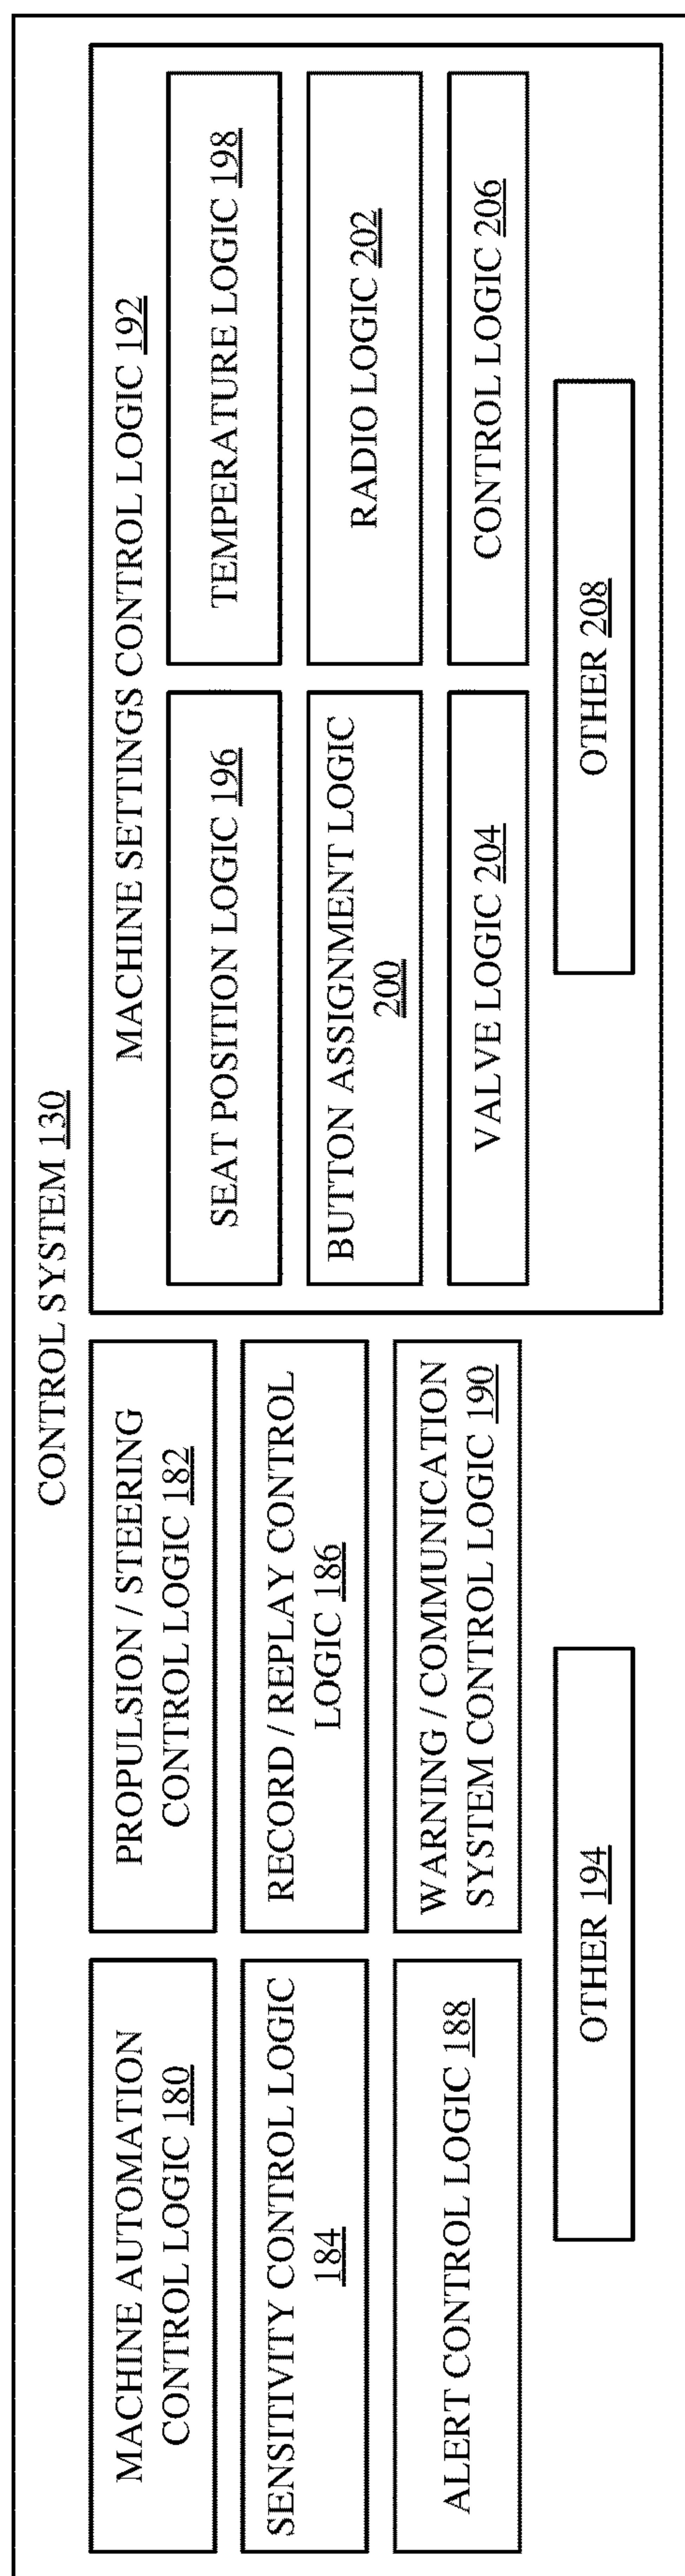 CONTROL SYSTEM 130
MACHINE AUTOMATION
CONTROL LOGIC 180
PROPULSION / STEERING
CONTROL LOGIC 182
SENSITIVITY CONTROL LOGIC
184
RECORD / REPLAY CONTROL
LOGIC 186
ALERT CONTROL LOGIC 188
WARNING / COMMUNICATION
SYSTEM CONTROL LOGIC 190
OTHER 194
MACHINE SETTINGS CONTROL LOGIC 192
SEAT POSITION LOGIC 196
TEMPERATURE LOGIC 198
BUTTON ASSIGNMENT LOGIC
200
RADIO LOGIC 202
VALVE LOGIC 204
CONTROL LOGIC 206
OTHER 208